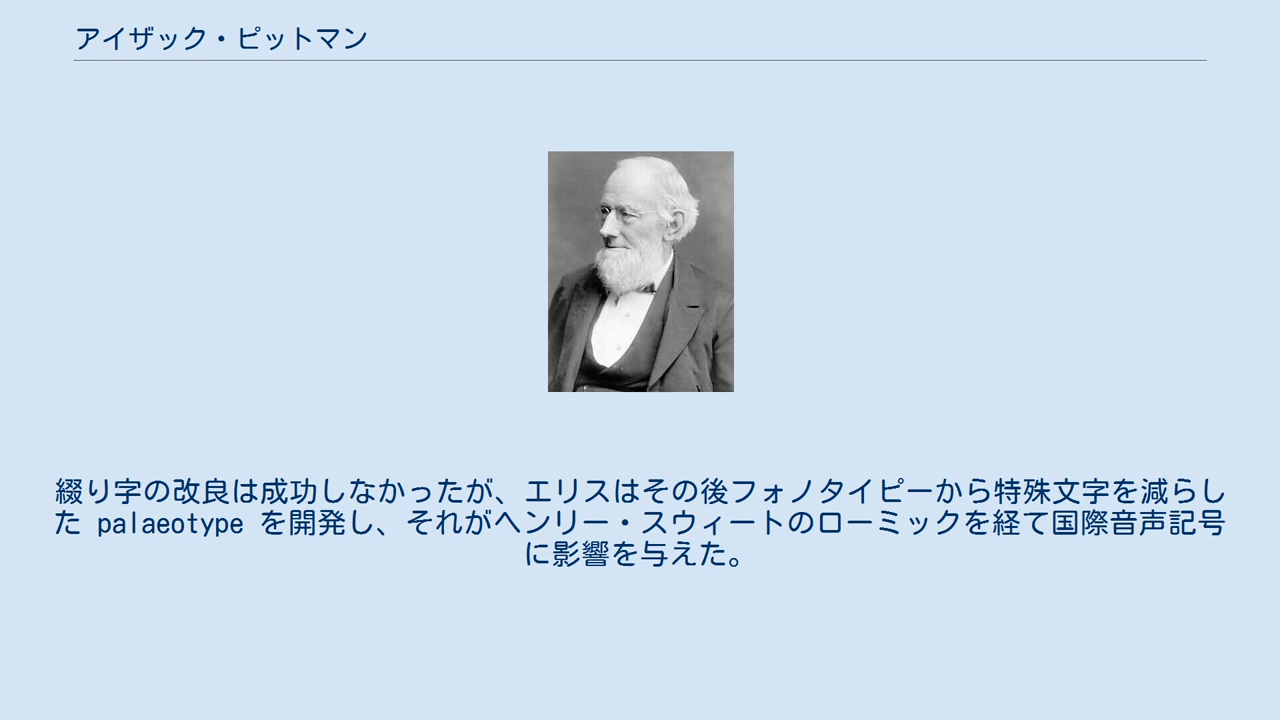 アイザック・ピットマン
綴り字の改良は成功しなかったが、エリスはその後フォノタイピーから特殊文字を減らし
た palaeotype を開発し、それがヘンリー・スウィートのローミックを経て国際音声記号
に影響を与えた。